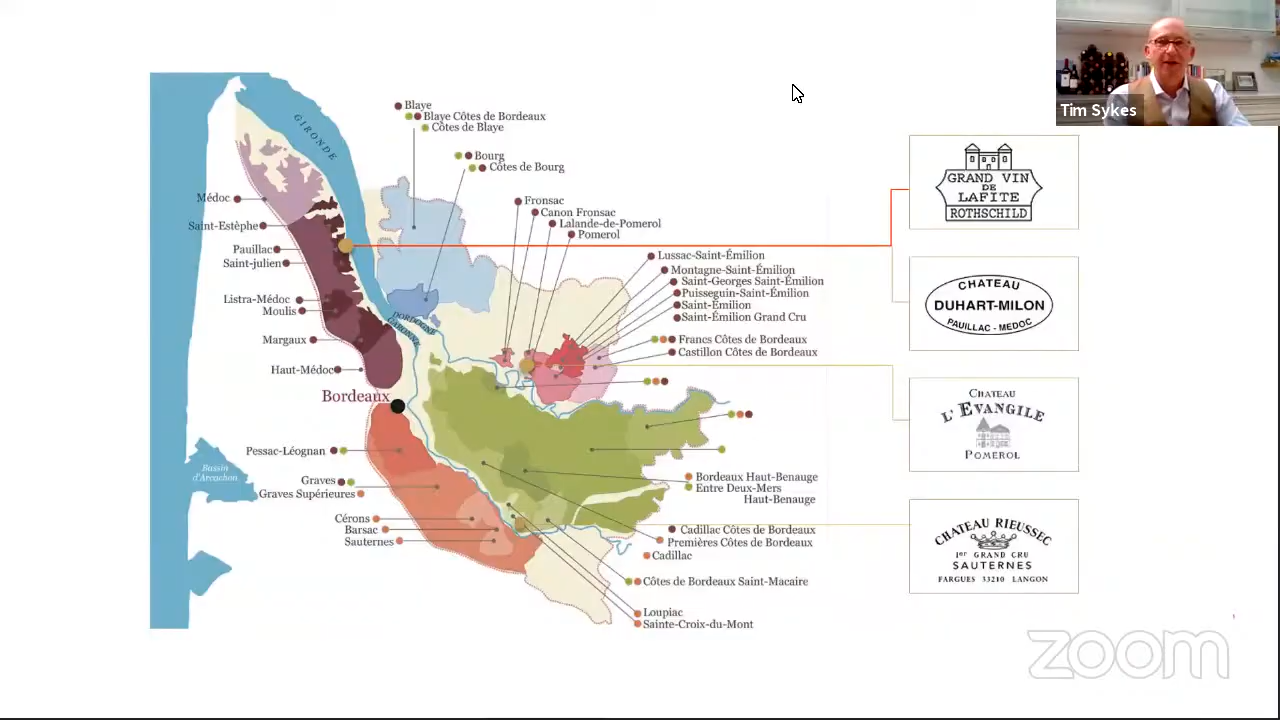 Tim Sykes
GIRONDE
Blaye
Blaye Côtes de Bordeaux
Côtes de Blaye
Bourg
Côtes de Bourg
Médoc
Saint-Estèphe
Pauillac
Saint-julien
Listra-Médoc
Moulis
Margaux
Haut-Médoc
Bordeaux
Fronsac
Canon Fronsac
Lalande-de-Pomerol
Pomerol
Lussac-Saint-Émilion
Montagne-Saint-Émilion
Saint-Georges Saint-Émilion
Puisseguin-Saint-Émilion
Saint-Émilion
Saint-Émilion Grand Cru
Francs Côtes de Bordeaux
Castillon Côtes de Bordeaux
DORDOGNE
GARONNE
Bassin
d'Arcachon
Pessac-Léognan
Graves
Graves Supérieures
Cérons
Barsac
Sauternes
Bordeaux Haut-Benauge
Entre Deux-Mers
Haut-Benauge
Cadillac Côtes de Bordeaux
Premières Côtes de Bordeaux
Cadillac
Côtes de Bordeaux Saint-Macaire
Loupiac
Sainte-Croix-du-Mont
GRAND VIN
DE
LAFITE
ROTHSCHILD
CHATEAU
DUHART-MILON
PAUILLAC - MEDOC
CHATEAU
L'EVANGILE
POMEROL
CHATEAU RIEUSSEC
1er GRAND CRU
SAUTERNES
FARGUES 33210 LANGON
zoom